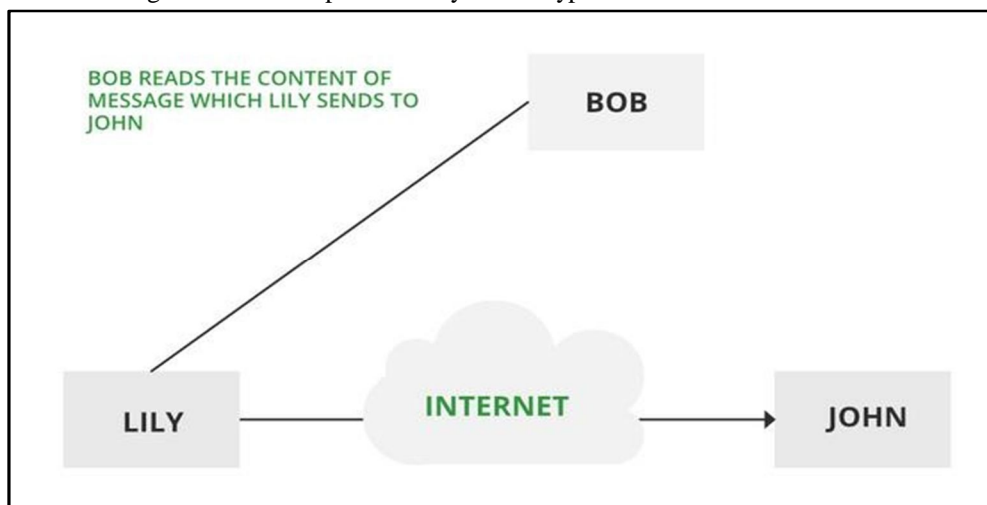 BOB READS THE CONTENT OF
MESSAGE WHICH LILY SENDS TO
JOHN
BOB
LILY
INTERNET
JOHN